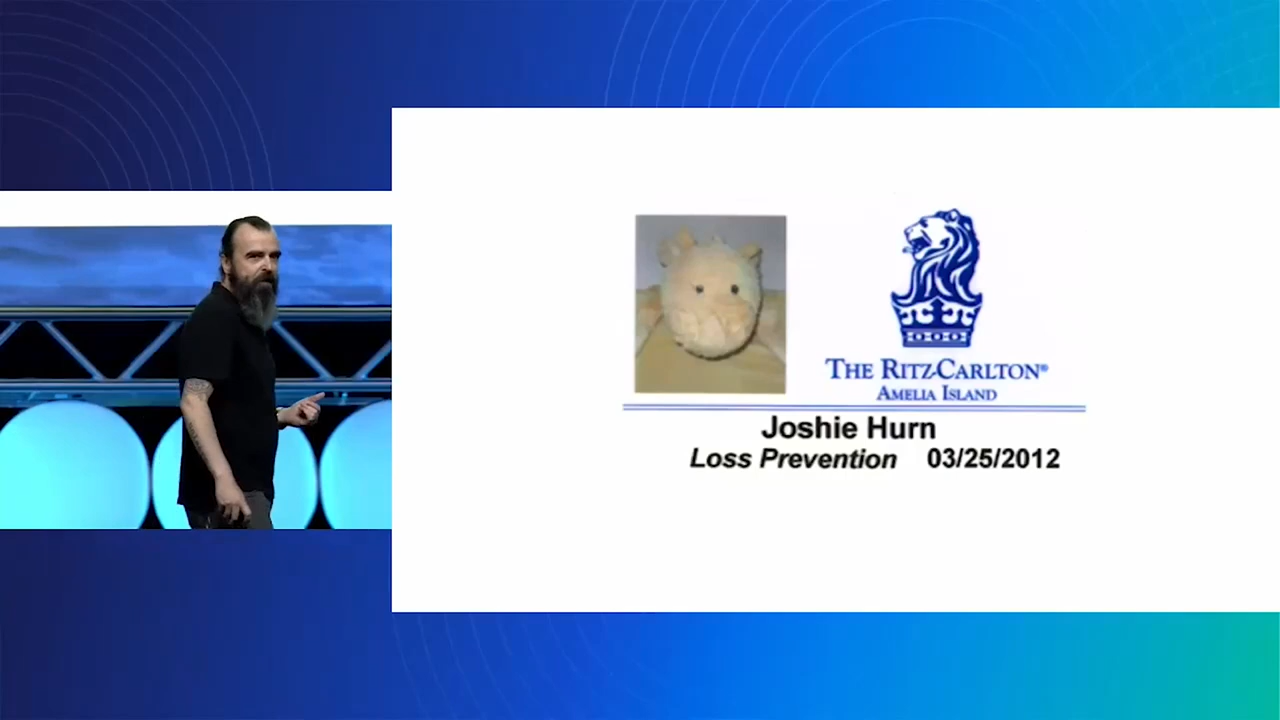 THE RITZ-CARLTON®
AMELIA ISLAND
Joshie Hurn
Loss Prevention 03/25/2012